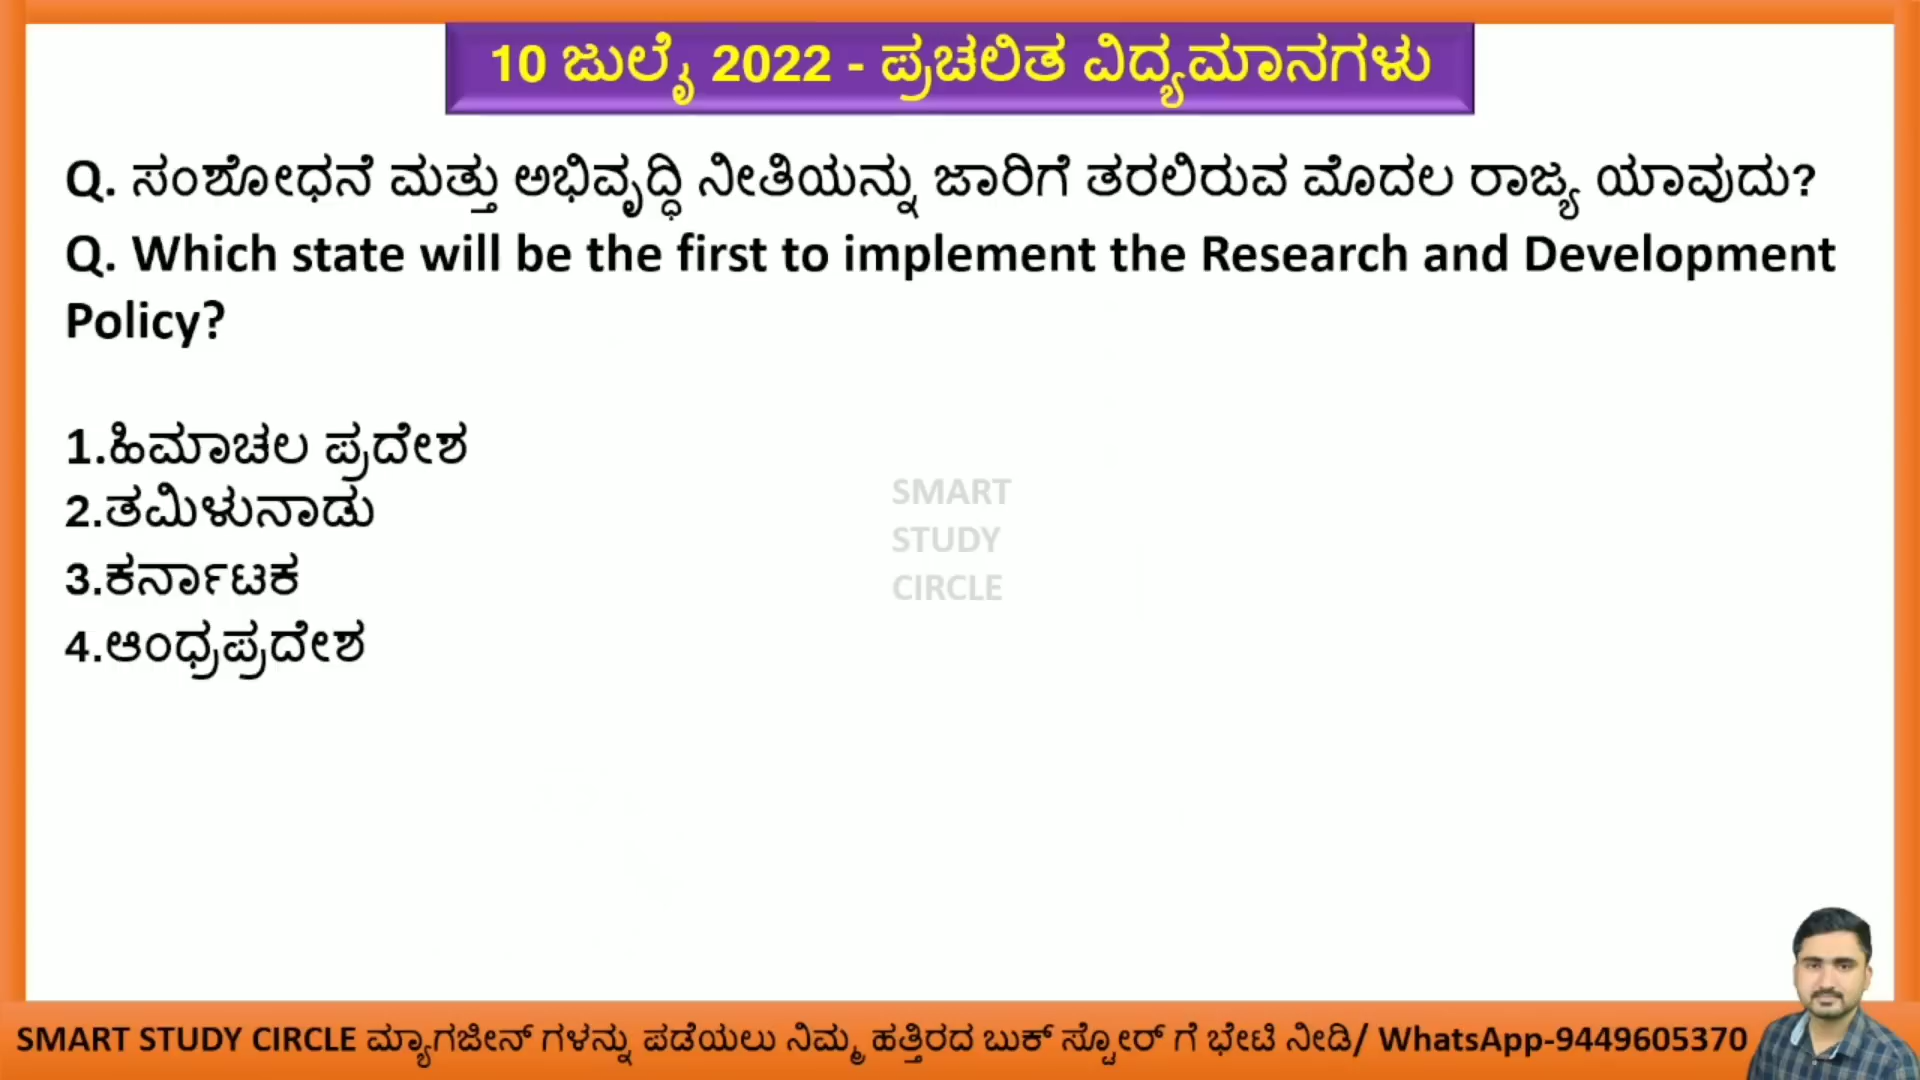 10 ಜುಲೈ 2022 - ಪ್ರಚಲಿತ ವಿದ್ಯಮಾನಗಳು
Q. ಸಂಶೋಧನೆ ಮತ್ತು ಅಭಿವೃದ್ಧಿ ನೀತಿಯನ್ನು ಜಾರಿಗೆ ತರಲಿರುವ ಮೊದಲ ರಾಜ್ಯ ಯಾವುದು?
Q. Which state will be the first to implement the Research and Development
Policy?
1.ಹಿಮಾಚಲ ಪ್ರದೇಶ
2.ತಮಿಳುನಾಡು
3.ಕರ್ನಾಟಕ
4.ಆಂಧ್ರಪ್ರದೇಶ
SMART
STUDY
CIRCLE
SMART STUDY CIRCLE ಮ್ಯಾಗಜೀನ್ ಗಳನ್ನು ಪಡೆಯಲು ನಿಮ್ಮ ಹತ್ತಿರದ ಬುಕ್ ಸ್ಟೋರ್ ಗೆ ಭೇಟಿ ನೀಡಿ/ WhatsApp-9449605370